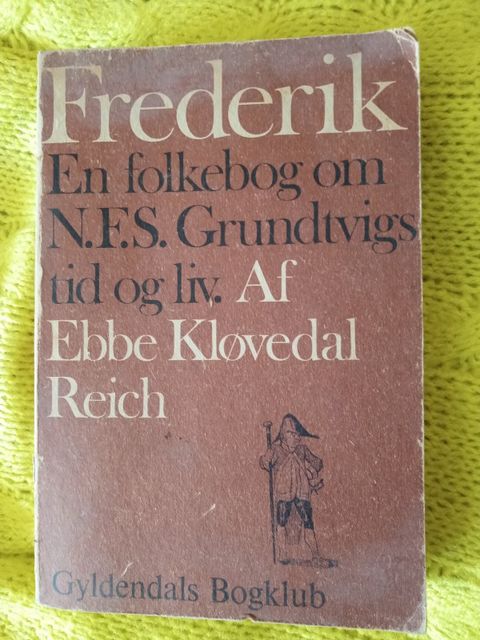 Frederik
En folkebog om
N.F.S. Grundtvigs
tid og liv. Af
Ebbe Kløvedal
Reich
Gyldendals Bogklub